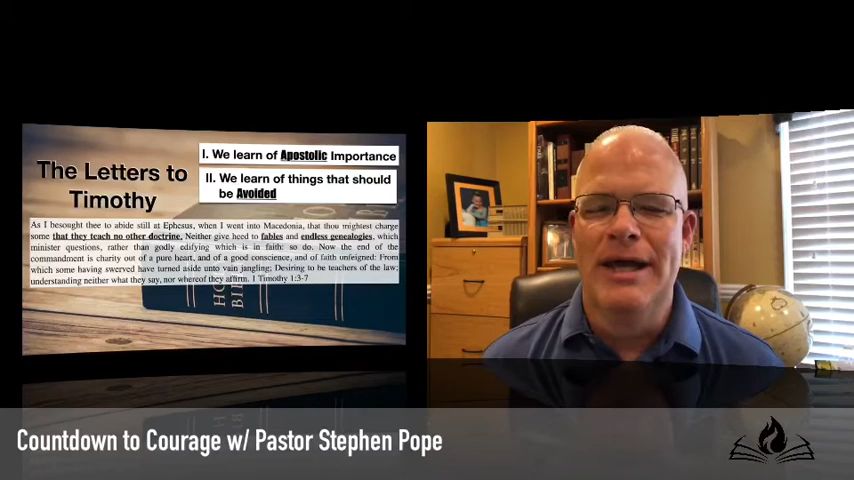 The Letters to
Timothy
I. We learn of Apostolic Importance
II. We learn of things that should
be Avoided
As I besought thee to abide still at Ephesus, when I went into Macedonia, that thou mightest charge
some that they teach no other doctrine, Neither give heed to fables and endless genealogies, which
minister questions, rather than godly edifying which is in faith: so do. Now the end of the
commandment is charity out of a pure heart, and of a good conscience, and of faith unfeigned: From
which some having swerved have turned aside unto vain jangling; Desiring to be teachers of the law;
understanding neither what they say, nor whereof they affirm. 1 Timothy 1:3-7
HOLY
BIBLE
Countdown to Courage w/ Pastor Stephen Pope